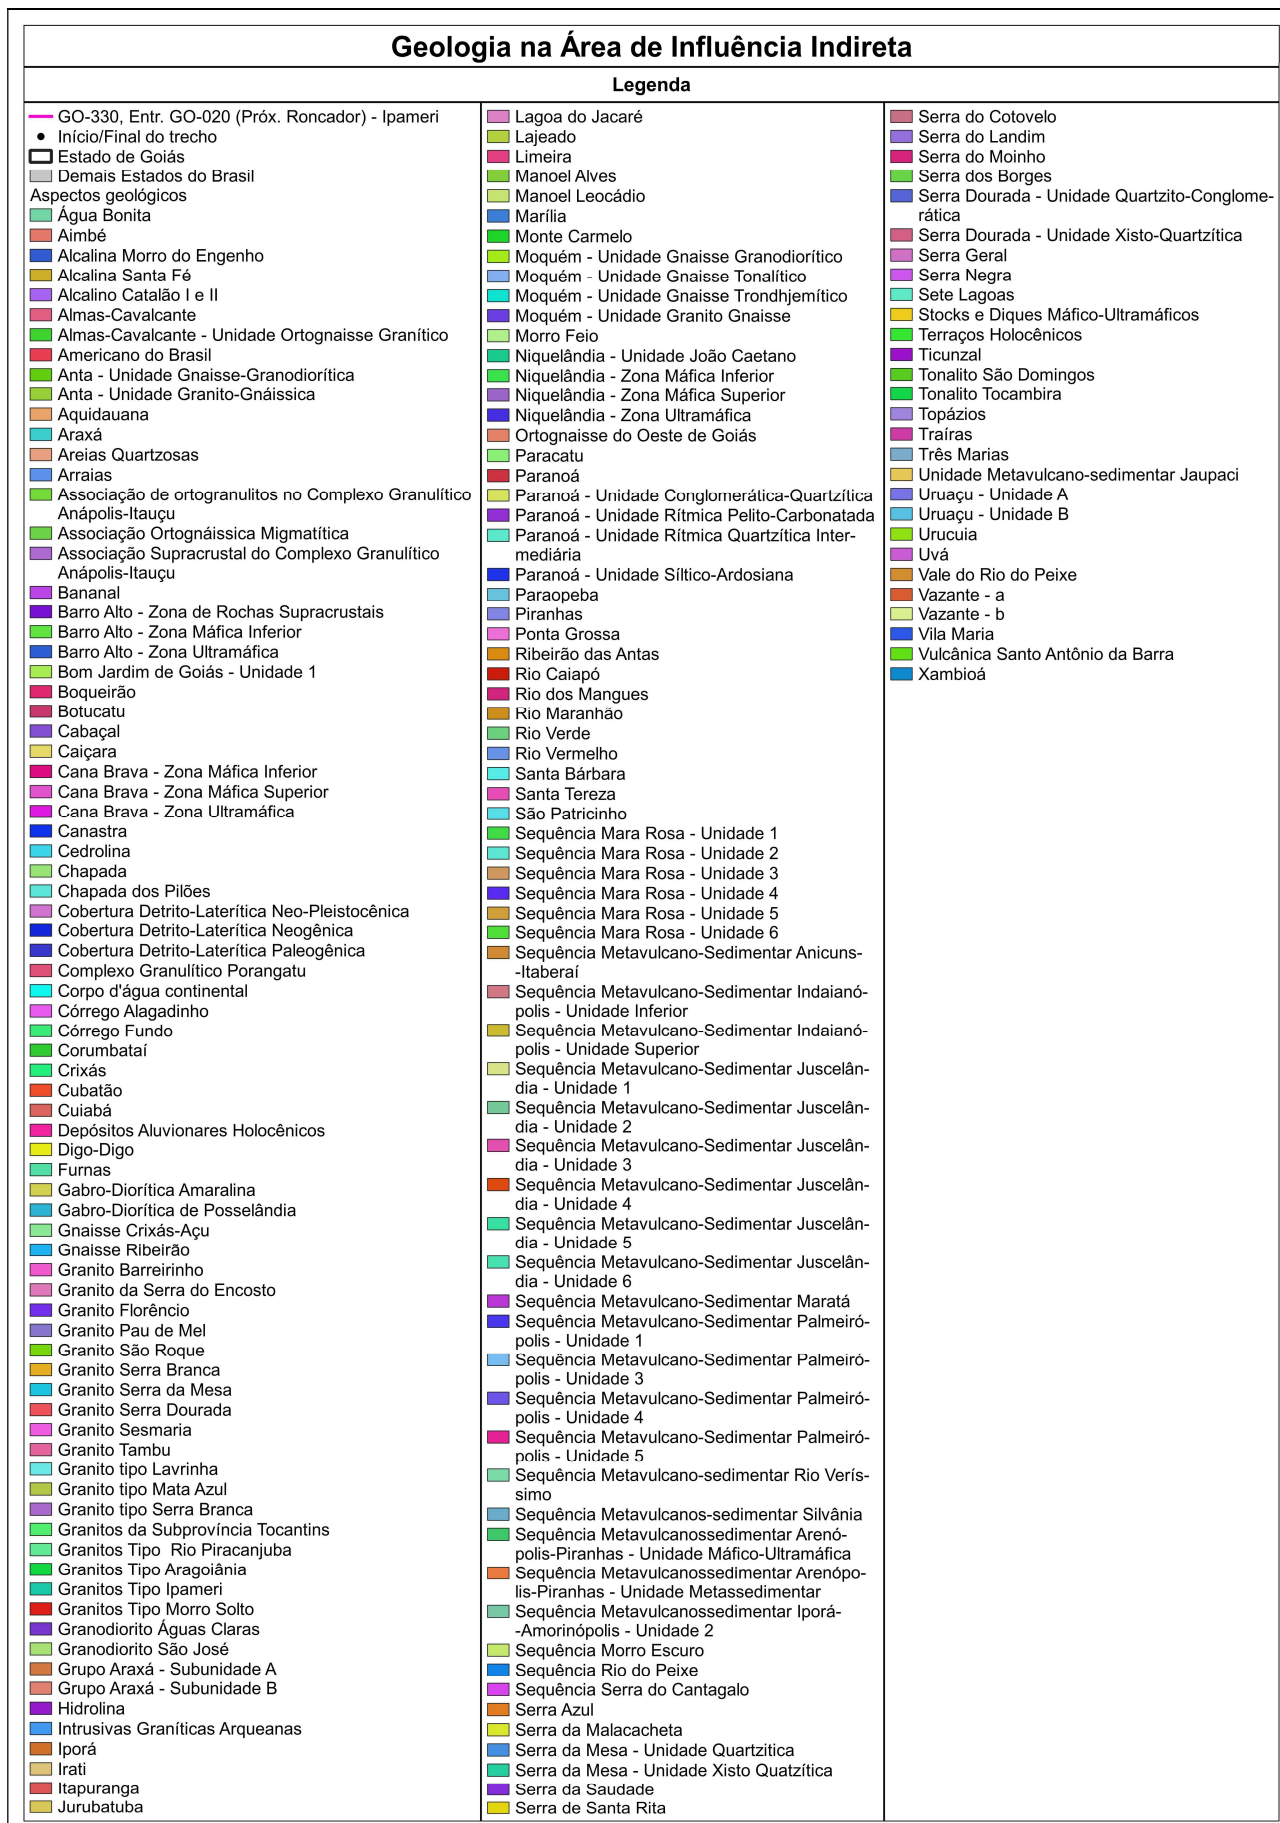 Geologia na Área de Influência Indireta
Legenda
GO-330, Entr. GO-020 (Próx. Roncador) - Ipameri
Início/Final do trecho
Estado de Goiás
Demais Estados do Brasil
Aspectos geológicos
Água Bonita
Aimbé
Alcalina Morro do Engenho
Alcalina Santa Fé
Alcalino Catalão I e II
Almas-Cavalcante
Almas-Cavalcante - Unidade Ortognaisse Granítico
Americano do Brasil
Anta - Unidade Gnaisse-Granodiorítica
Anta - Unidade Granito-Gnáissica
Aquidauana
Araxá
Areias Quartzosas
Arraias
Associação de ortogranulitos no Complexo Granulítico
Anápolis-Itauçu
Associação Ortognáissica Migmatítica
Associação Supracrustal do Complexo Granulítico
Anápolis-Itauçu
Bananal
Barro Alto - Zona de Rochas Supracrustais
Barro Alto - Zona Máfica Inferior
Barro Alto - Zona Ultramáfica
Bom Jardim de Goiás - Unidade 1
Boqueirão
Botucatu
Cabaçal
Caiçara
Cana Brava - Zona Máfica Inferior
Cana Brava - Zona Máfica Superior
Cana Brava - Zona Ultramáfica
Canastra
Cedrolina
Chapada
Chapada dos Pilões
Cobertura Detrito-Laterítica Neo-Pleistocênica
Cobertura Detrito-Laterítica Neogênica
Cobertura Detrito-Laterítica Paleogênica
Complexo Granulítico Porangatu
Corpo d'água continental
Córrego Alagadinho
Córrego Fundo
Corumbataí
Crixás
Cubatão
Cuiabá
Depósitos Aluvionares Holocênicos
Digo-Digo
Furnas
Gabro-Diorítica Amaralina
Gabro-Diorítica de Posselândia
Gnaisse Crixás-Açu
Gnaisse Ribeirão
Granito Barreirinho
Granito da Serra do Encosto
Granito Florêncio
Granito Pau de Mel
Granito São Roque
Granito Serra Branca
Granito Serra da Mesa
Granito Serra Dourada
Granito Sesmaria
Granito Tambu
Granito tipo Lavrinha
Granito tipo Mata Azul
Granito tipo Serra Branca
Granitos da Subprovíncia Tocantins
Granitos Tipo  Rio Piracanjuba
Granitos Tipo Aragoiânia
Granitos Tipo Ipameri
Granitos Tipo Morro Solto
Granodiorito Águas Claras
Granodiorito São José
Grupo Araxá - Subunidade A
Grupo Araxá - Subunidade B
Hidrolina
Intrusivas Graníticas Arqueanas
Iporá
Irati
Itapuranga
Jurubatuba
Lagoa do Jacaré
Lajeado
Limeira
Manoel Alves
Manoel Leocádio
Marília
Monte Carmelo
Moquém - Unidade Gnaisse Granodiorítico
Moquém - Unidade Gnaisse Tonalítico
Moquém - Unidade Gnaisse Trondhjemítico
Moquém - Unidade Granito Gnaisse
Morro Feio
Niquelândia - Unidade João Caetano
Niquelândia - Zona Máfica Inferior
Niquelândia - Zona Máfica Superior
Niquelândia - Zona Ultramáfica
Ortognaisse do Oeste de Goiás
Paracatu
Paranoá
Paranoá - Unidade Conglomerática-Quartzítica
Paranoá - Unidade Rítmica Pelito-Carbonatada
Paranoá - Unidade Rítmica Quartzítica Inter-
mediária
Paranoá - Unidade Síltico-Ardosiana
Paraopeba
Piranhas
Ponta Grossa
Ribeirão das Antas
Rio Caiapó
Rio dos Mangues
Rio Maranhão
Rio Verde
Rio Vermelho
Santa Bárbara
Santa Tereza
São Patricinho
Sequência Mara Rosa - Unidade 1
Sequência Mara Rosa - Unidade 2
Sequência Mara Rosa - Unidade 3
Sequência Mara Rosa - Unidade 4
Sequência Mara Rosa - Unidade 5
Sequência Mara Rosa - Unidade 6
Sequência Metavulcano-Sedimentar Anicuns-
-Itaberaí
Sequência Metavulcano-Sedimentar Indaianó-
polis - Unidade Inferior
Sequência Metavulcano-Sedimentar Indaianó-
polis - Unidade Superior
Sequência Metavulcano-Sedimentar Juscelân-
dia - Unidade 1
Sequência Metavulcano-Sedimentar Juscelân-
dia - Unidade 2
Sequência Metavulcano-Sedimentar Juscelân-
dia - Unidade 3
Sequência Metavulcano-Sedimentar Juscelân-
dia - Unidade 4
Sequência Metavulcano-Sedimentar Juscelân-
dia - Unidade 5
Sequência Metavulcano-Sedimentar Juscelân-
dia - Unidade 6
Sequência Metavulcano-Sedimentar Maratá
Sequência Metavulcano-Sedimentar Palmeiró-
polis - Unidade 1
Sequência Metavulcano-Sedimentar Palmeiró-
polis - Unidade 3
Sequência Metavulcano-Sedimentar Palmeiró-
polis - Unidade 4
Sequência Metavulcano-Sedimentar Palmeiró-
polis - Unidade 5
Sequência Metavulcano-sedimentar Rio Verís-
simo
Sequência Metavulcanos-sedimentar Silvânia
Sequência Metavulcanossedimentar Arenó-
polis-Piranhas - Unidade Máfico-Ultramáfica
Sequência Metavulcanossedimentar Arenópo-
lis-Piranhas - Unidade Metassedimentar
Sequência Metavulcanossedimentar Iporá-
-Amorinópolis - Unidade 2
Sequência Morro Escuro
Sequência Rio do Peixe
Sequência Serra do Cantagalo
Serra Azul
Serra da Malacacheta
Serra da Mesa - Unidade Quartzitica
Serra da Mesa - Unidade Xisto Quatzítica
Serra da Saudade
Serra de Santa Rita
Serra do Cotovelo
Serra do Landim
Serra do Moinho
Serra dos Borges
Serra Dourada - Unidade Quartzito-Conglome-
rática
Serra Dourada - Unidade Xisto-Quartzítica
Serra Geral
Serra Negra
Sete Lagoas
Stocks e Diques Máfico-Ultramáficos
Terraços Holocênicos
Ticunzal
Tonalito São Domingos
Tonalito Tocambira
Topázios
Traíras
Três Marias
Unidade Metavulcano-sedimentar Jaupaci
Uruaçu - Unidade A
Uruaçu - Unidade B
Urucuia
Uvá
Vale do Rio do Peixe
Vazante - a
Vazante - b
Vila Maria
Vulcânica Santo Antônio da Barra
Xambioá